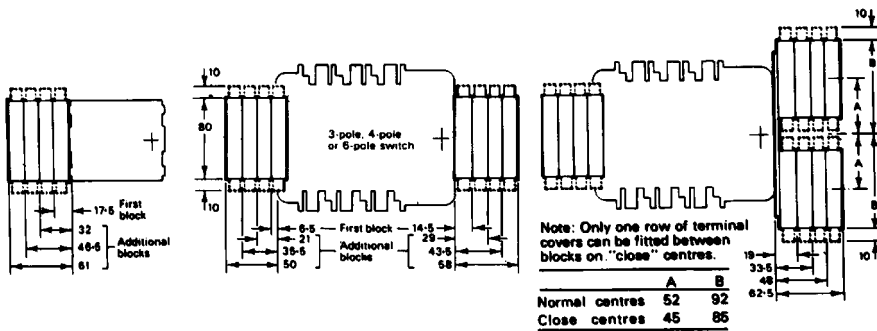 17·5 First block
32
46·5 Additional blocks
61
10
80
10
3-pole, 4-pole
or 6-pole switch
6·5 First block 14·5
21 29
35·5 Additional blocks 43·5
50 58
10
B
A
A
B
10
19
33·5
48
62·5
Note: Only one row of terminal
covers can be fitted between
blocks on "close" centres.
A B
Normal centres 52 92
Close centres 45 85